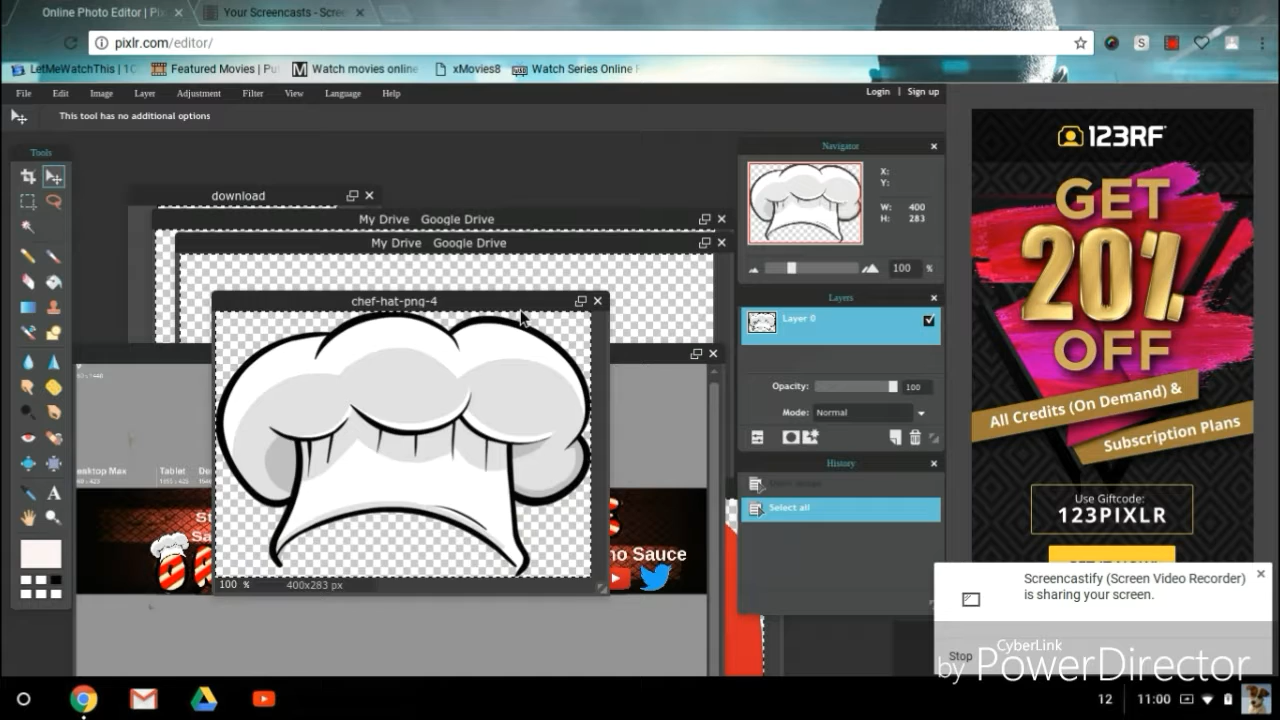 Online Photo Editor | Pix
Your Screencasts - Scree
pixlr.com/editor/
LetMeWatchThis | 1C
Featured Movies | Pu
Watch movies online
xMovies8
Watch Series Online
File Edit Image Layer Adjustment Filter View Language Help
Login | Sign up
This tool has no additional options
Tools
download
My Drive Google Drive
My Drive Google Drive
chef-hat-png-4
100 % 400x283 px
Navigator
X:
Y:
W: 400
H: 283
100 %
Layers
Layer 0
Opacity: 100
Mode: Normal
History
Select all
esktop Max
Tablet
De
St
Sa
no Sauce
123RF
GET
20%
OFF
All Credits (On Demand) &
Subscription Plans
Use Giftcode:
123PIXLR
Screencastify (Screen Video Recorder)
is sharing your screen.
Stop
CyberLink
by PowerDirector
12 11:00